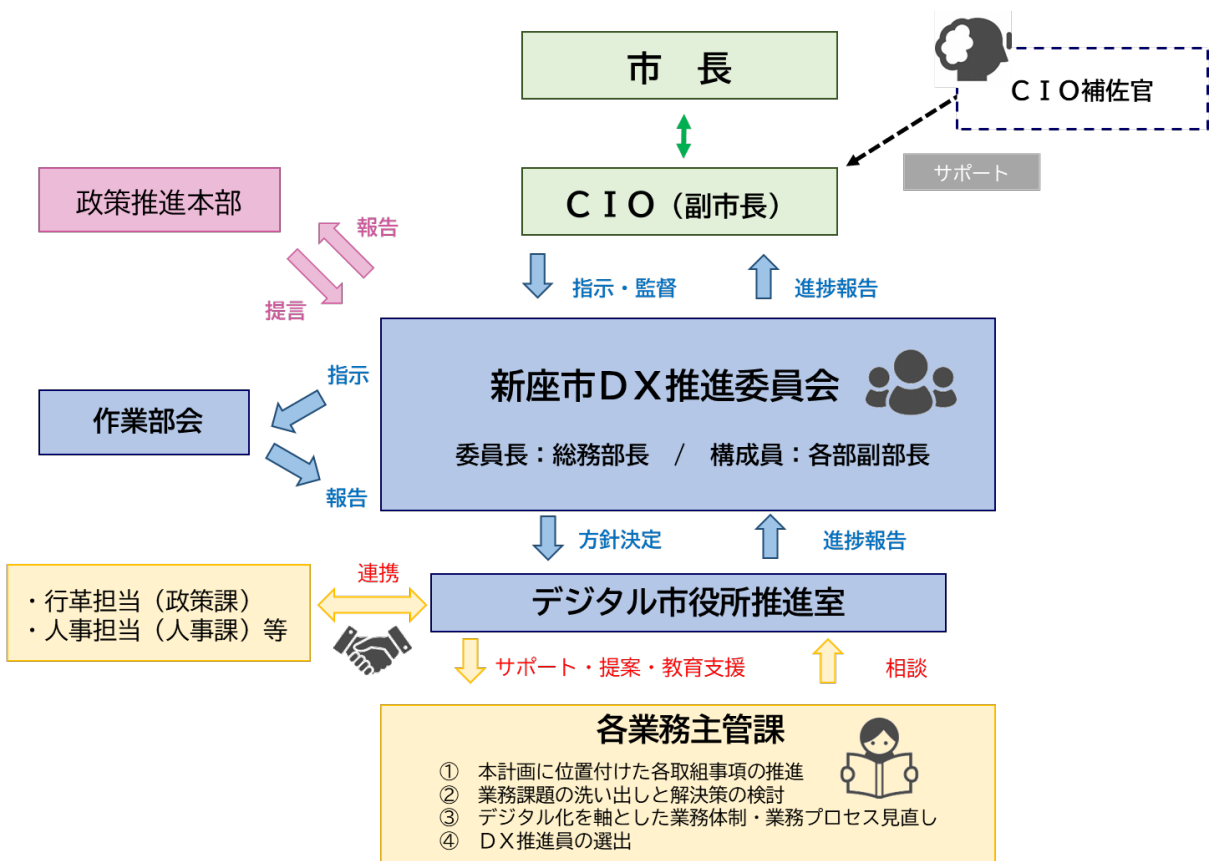 市　長
ＣＩＯ補佐官
サポート
ＣＩＯ（副市長）
政策推進本部
報告
提言
指示・監督
進捗報告
新座市ＤＸ推進委員会
委員長：総務部長　/　構成員：各部副部長
指示
作業部会
報告
方針決定
進捗報告
連携
・行革担当（政策課）
・人事担当（人事課）等
デジタル市役所推進室
サポート・提案・教育支援
相談
各業務主管課
①　本計画に位置付けた各取組事項の推進
②　業務課題の洗い出しと解決策の検討
③　デジタル化を軸とした業務体制・業務プロセス見直し
④　ＤＸ推進員の選出